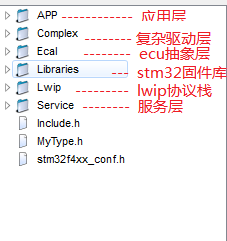 APP 应用层
Complex 复杂驱动层
Ecal ecu抽象层
Libraries stm32固件库
Lwip lwip协议栈
Service 服务层
Include.h
MyType.h
stm32f4xx_conf.h